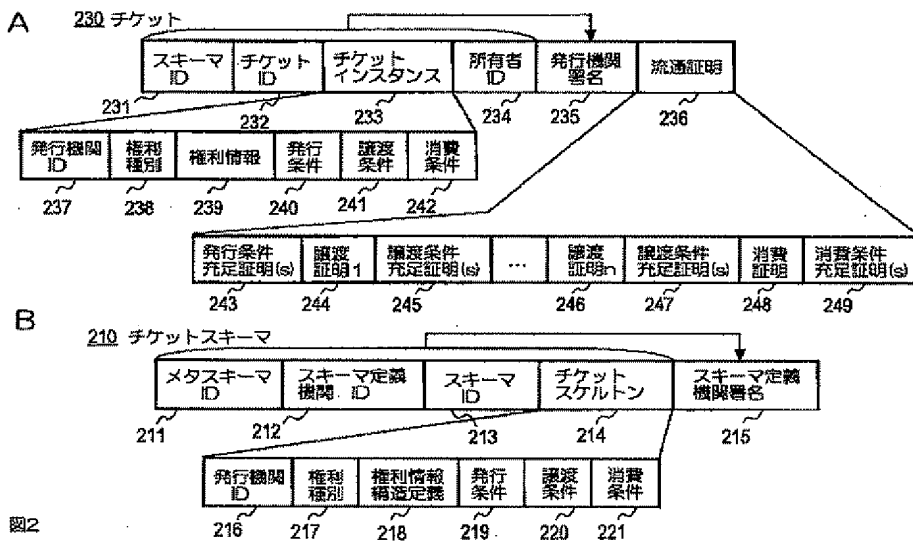 A
230 チケット
スキーマ ID
チケット ID
チケット インスタンス
所有者 ID
発行機関 署名
流通証明
231
232
233
234
235
236
発行機関 ID
権利 種別
権利情報
発行 条件
譲渡 条件
消費 条件
237
238
239
240
241
242
発行条件 充足証明(s)
譲渡 証明1
譲渡条件 充足証明(s)
…
譲渡 証明n
譲渡条件 充足証明(s)
消費 証明
消費条件 充足証明(s)
243
244
245
246
247
248
249
B
210 チケットスキーマ
メタスキーマ ID
スキーマ定義 機関 ID
スキーマ ID
チケット スケルトン
スキーマ定義 機関署名
211
212
213
214
215
発行機関 ID
権利 種別
権利情報 構造定義
発行 条件
譲渡 条件
消費 条件
216
217
218
219
220
221
図2